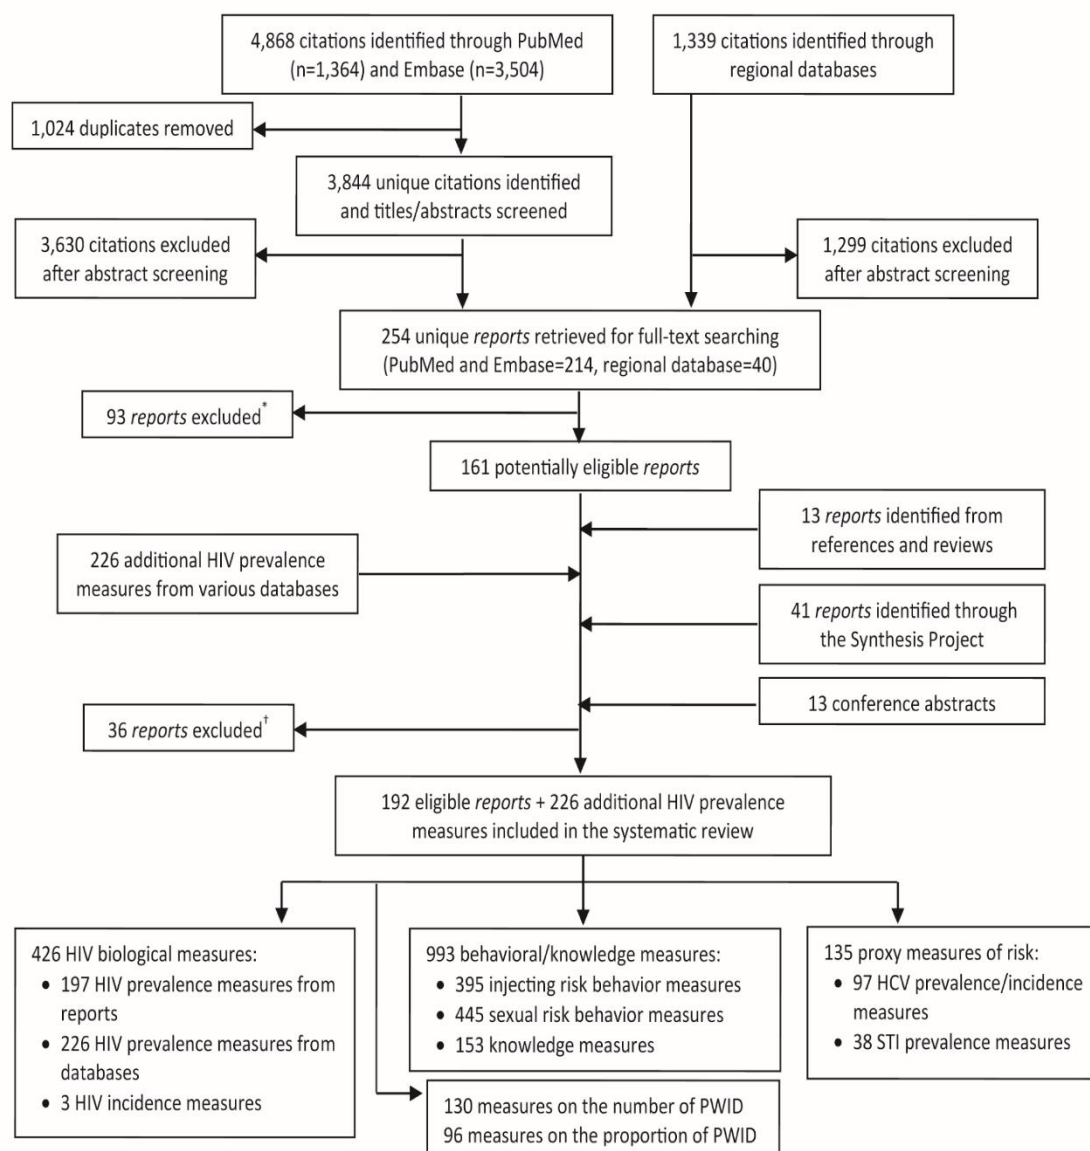 4,868 citations identified through PubMed
(n=1,364) and Embase (n=3,504)
1,339 citations identified through
regional databases
1,024 duplicates removed
3,844 unique citations identified
and titles/abstracts screened
3,630 citations excluded
after abstract screening
1,299 citations excluded
after abstract screening
254 unique reports retrieved for full-text searching
(PubMed and Embase=214, regional database=40)
93 reports excluded*
161 potentially eligible reports
13 reports identified from
references and reviews
226 additional HIV prevalence
measures from various databases
41 reports identified through
the Synthesis Project
13 conference abstracts
36 reports excluded†
192 eligible reports + 226 additional HIV prevalence
measures included in the systematic review
426 HIV biological measures:
• 197 HIV prevalence measures from
reports
• 226 HIV prevalence measures from
databases
• 3 HIV incidence measures
993 behavioral/knowledge measures:
• 395 injecting risk behavior measures
• 445 sexual risk behavior measures
• 153 knowledge measures
135 proxy measures of risk:
• 97 HCV prevalence/incidence
measures
• 38 STI prevalence measures
130 measures on the number of PWID
96 measures on the proportion of PWID